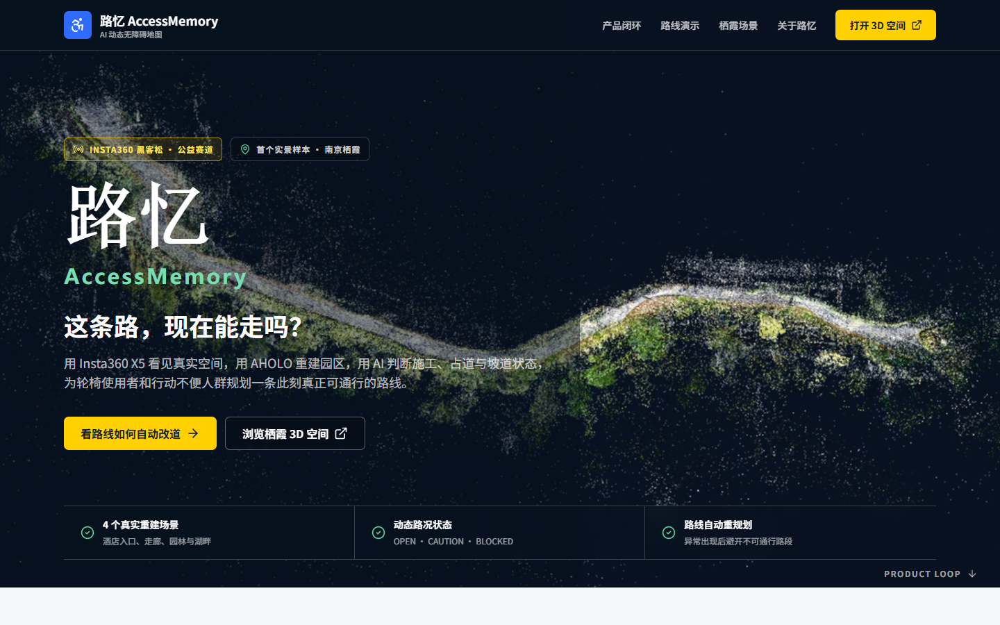 路忆 AccessMemory
AI 动态无障碍地图
产品闭环
路线演示
栖霞场景
关于路忆
打开 3D 空间
INSTA360 黑客松 • 公益赛道
首个实景样本 • 南京栖霞
路忆
AccessMemory
这条路，现在能走吗？
用 Insta360 X5 看见真实空间，用 AHOLO 重建园区，用 AI 判断施工、占道与坡道状态，
为轮椅使用者和行动不便人群规划一条此刻真正可通行的路线。
看路线如何自动改道
浏览栖霞 3D 空间
4 个真实重建场景
酒店入口、走廊、园林与湖畔
动态路况状态
OPEN • CAUTION • BLOCKED
路线自动重规划
异常出现后避开不可通行路段
PRODUCT LOOP